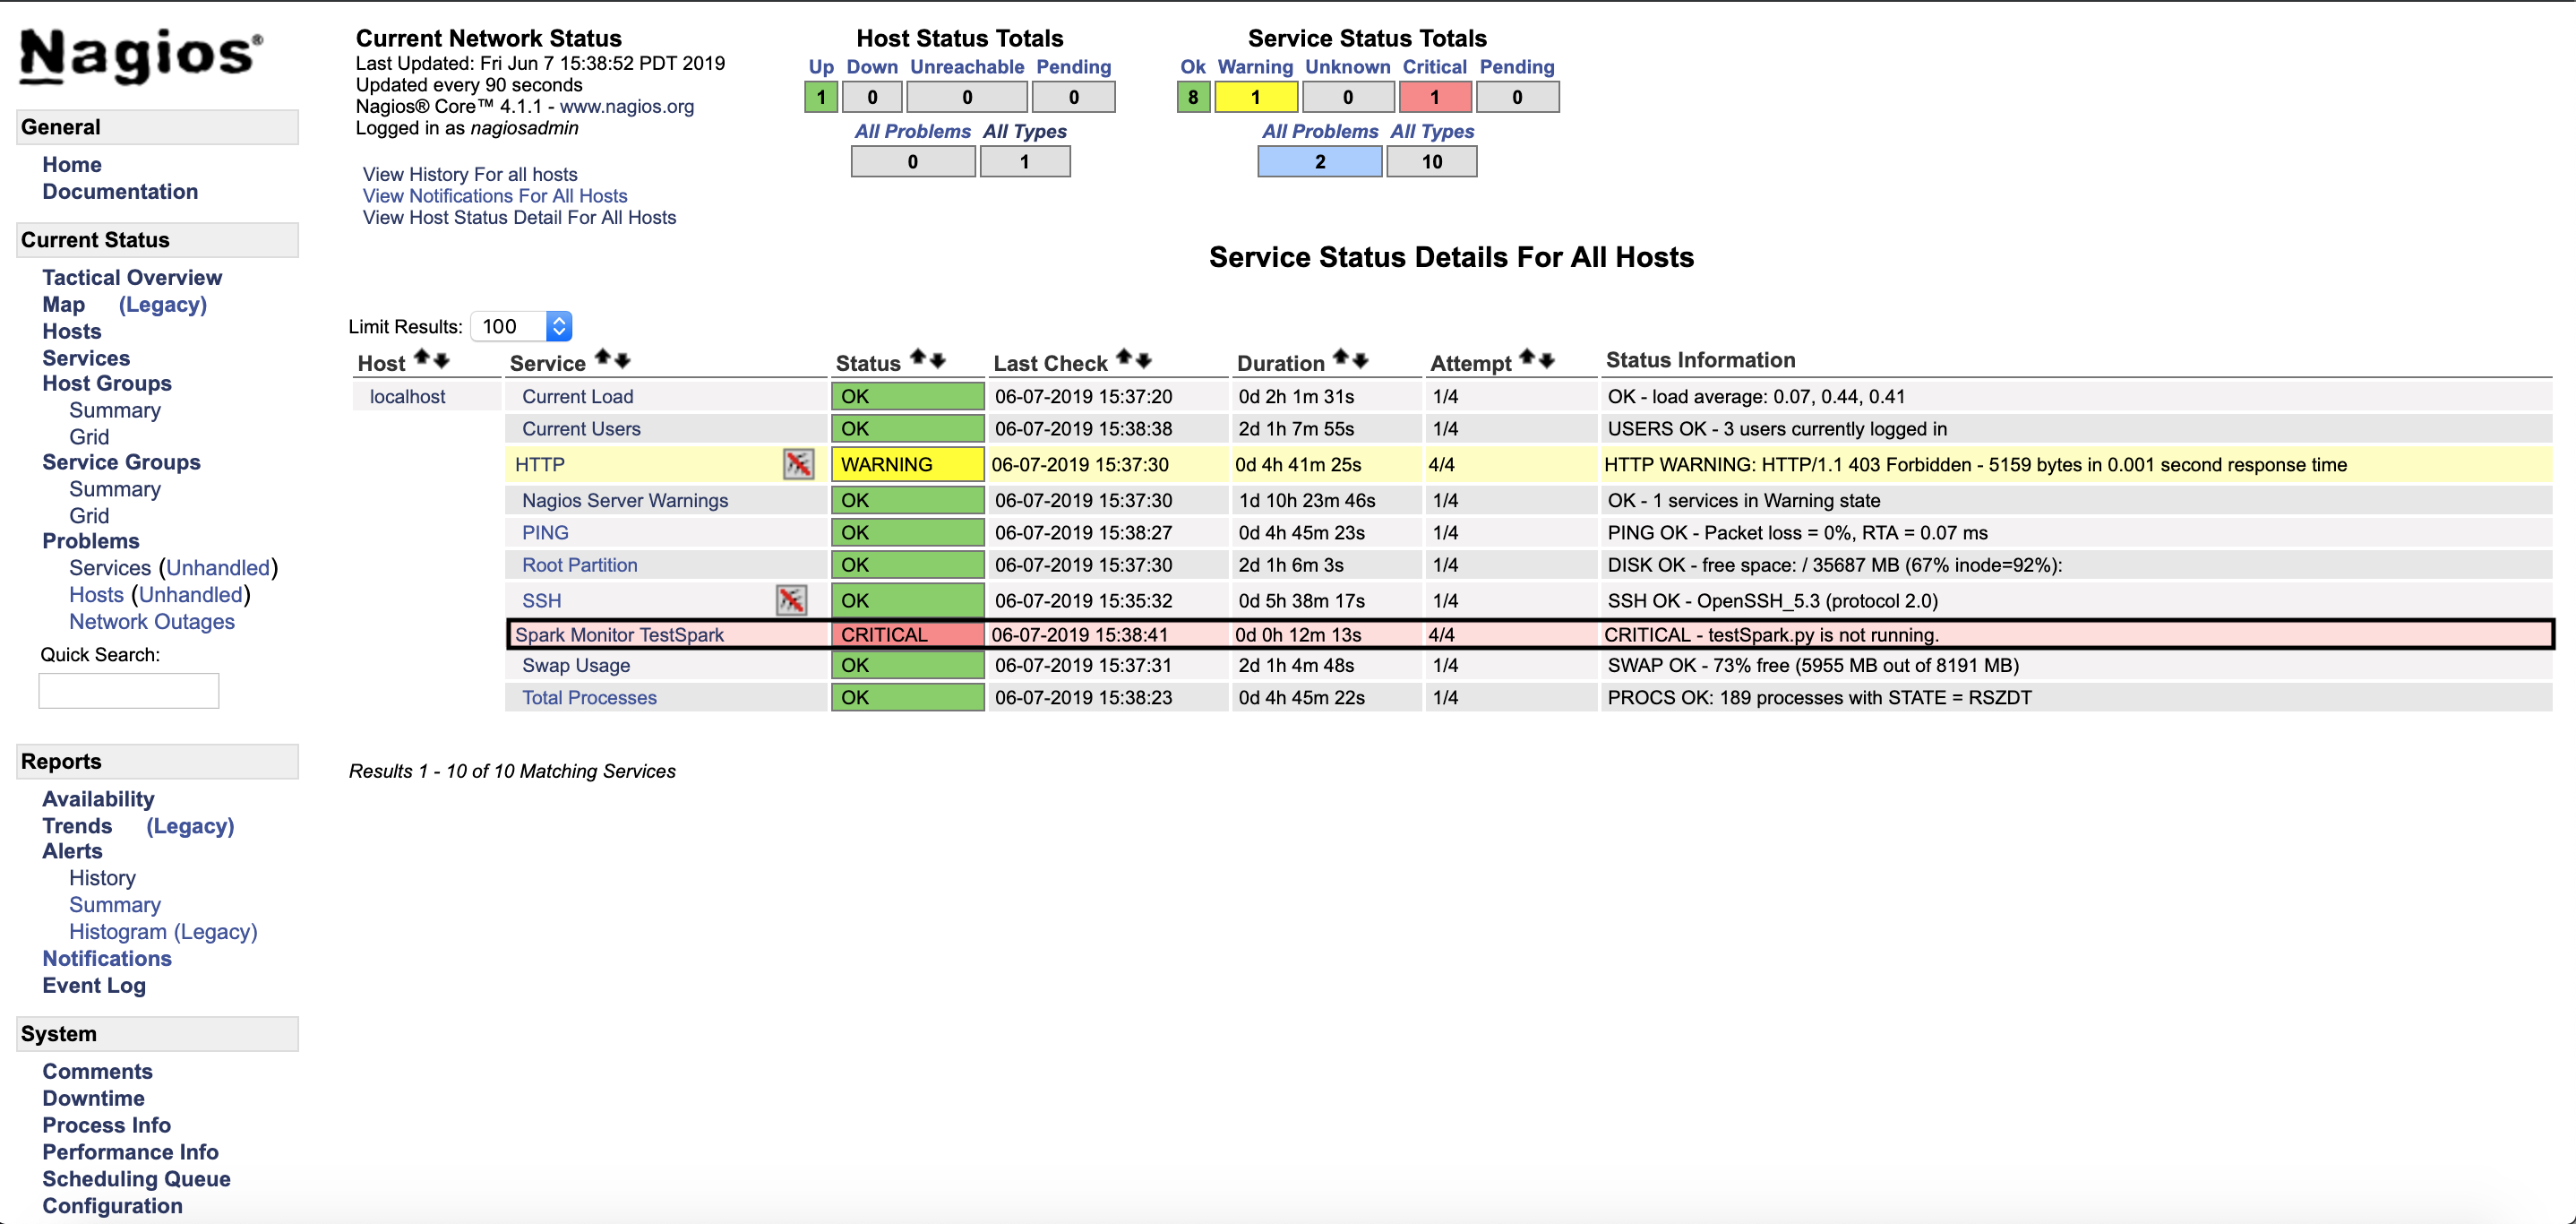 Nagios®
General
Home
Documentation
Current Status
Tactical Overview
Map (Legacy)
Hosts
Services
Host Groups
Summary
Grid
Service Groups
Summary
Grid
Problems
Services (Unhandled)
Hosts (Unhandled)
Network Outages
Quick Search:
Reports
Availability
Trends (Legacy)
Alerts
History
Summary
Histogram (Legacy)
Notifications
Event Log
System
Comments
Downtime
Process Info
Performance Info
Scheduling Queue
Configuration
Current Network Status
Last Updated: Fri Jun 7 15:38:52 PDT 2019
Updated every 90 seconds
Nagios® Core™ 4.1.1 - www.nagios.org
Logged in as nagiosadmin
View History For all hosts
View Notifications For All Hosts
View Host Status Detail For All Hosts
Host Status Totals
Up Down Unreachable Pending
1 0 0 0
All Problems All Types
0 1
Service Status Totals
Ok Warning Unknown Critical Pending
8 1 0 1 0
All Problems All Types
2 10
Service Status Details For All Hosts
Limit Results: 100
Host Service Status Last Check Duration Attempt Status Information
localhost Current Load OK 06-07-2019 15:37:20 0d 2h 1m 31s 1/4 OK - load average: 0.07, 0.44, 0.41
Current Users OK 06-07-2019 15:38:38 2d 1h 7m 55s 1/4 USERS OK - 3 users currently logged in
HTTP WARNING 06-07-2019 15:37:30 0d 4h 41m 25s 4/4 HTTP WARNING: HTTP/1.1 403 Forbidden - 5159 bytes in 0.001 second response time
Nagios Server Warnings OK 06-07-2019 15:37:30 1d 10h 23m 46s 1/4 OK - 1 services in Warning state
PING OK 06-07-2019 15:38:27 0d 4h 45m 23s 1/4 PING OK - Packet loss = 0%, RTA = 0.07 ms
Root Partition OK 06-07-2019 15:37:30 2d 1h 6m 3s 1/4 DISK OK - free space: / 35687 MB (67% inode=92%):
SSH OK 06-07-2019 15:35:32 0d 5h 38m 17s 1/4 SSH OK - OpenSSH_5.3 (protocol 2.0)
Spark Monitor TestSpark CRITICAL 06-07-2019 15:38:41 0d 0h 12m 13s 4/4 CRITICAL - testSpark.py is not running.
Swap Usage OK 06-07-2019 15:37:31 2d 1h 4m 48s 1/4 SWAP OK - 73% free (5955 MB out of 8191 MB)
Total Processes OK 06-07-2019 15:38:23 0d 4h 45m 22s 1/4 PROCS OK: 189 processes with STATE = RSZDT
Results 1 - 10 of 10 Matching Services